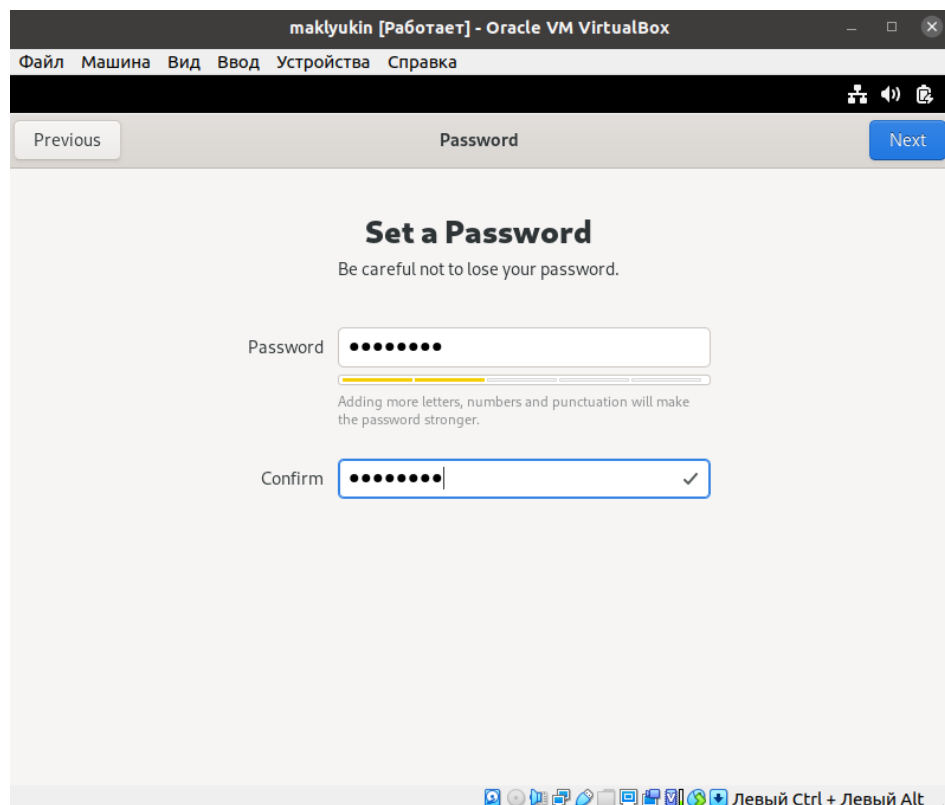 maklyukin [Работает] - Oracle VM VirtualBox
Файл Машина Вид Ввод Устройства Справка
Previous Password Next
Set a Password
Be careful not to lose your password.
Password ●●●●●●●●
Adding more letters, numbers and punctuation will make
the password stronger.
Confirm ●●●●●●●●
Левый Ctrl + Левый Alt